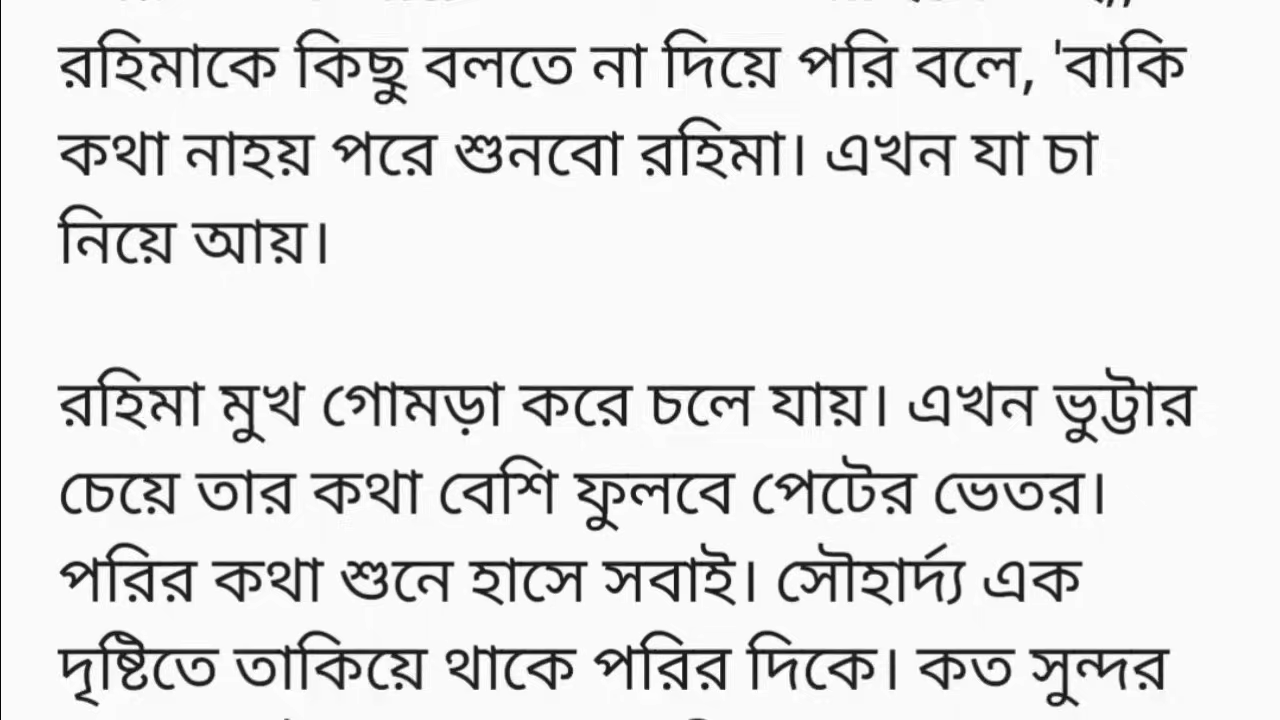 রহিমাকে কিছু বলতে না দিয়ে পরি বলে, 'বাকি
কথা নাহয় পরে শুনবো রহিমা। এখন যা চা
নিয়ে আয়।
রহিমা মুখ গোমড়া করে চলে যায়। এখন ভুট্টার
চেয়ে তার কথা বেশি ফুলবে পেটের ভেতর।
পরির কথা শুনে হাসে সবাই। সৌহার্দ্য এক
দৃষ্টিতে তাকিয়ে থাকে পরির দিকে। কত সুন্দর